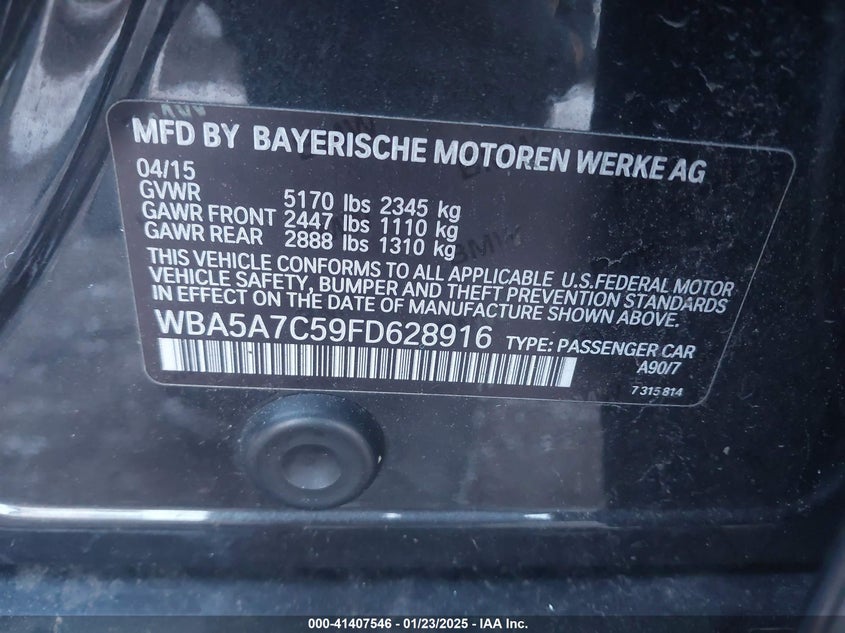 MFD BY BAYERISCHE MOTOREN WERKE AG
04/15
GVWR 5170 lbs 2345 kg
GAWR FRONT 2447 lbs 1110 kg
GAWR REAR 2888 lbs 1310 kg
THIS VEHICLE CONFORMS TO ALL APPLICABLE U.S.FEDERAL MOTOR
VEHICLE SAFETY, BUMPER AND THEFT PREVENTION STANDARDS
IN EFFECT ON THE DATE OF MANUFACTURE SHOWN ABOVE.
WBA5A7C59FD628916 TYPE: PASSENGER CAR
A90/7
7 315 814
000-41407546 - 01/23/2025 - IAA Inc.